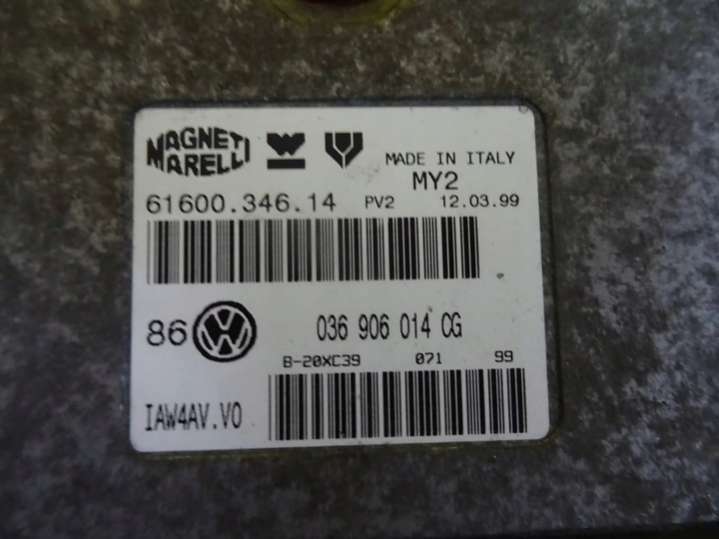 MAGNETI MARELLI
MADE IN ITALY
MY2
61600.346.14 PV2 12.03.99
86 036 906 014 CG
B-20XC39 071 99
IAW4AV.V0